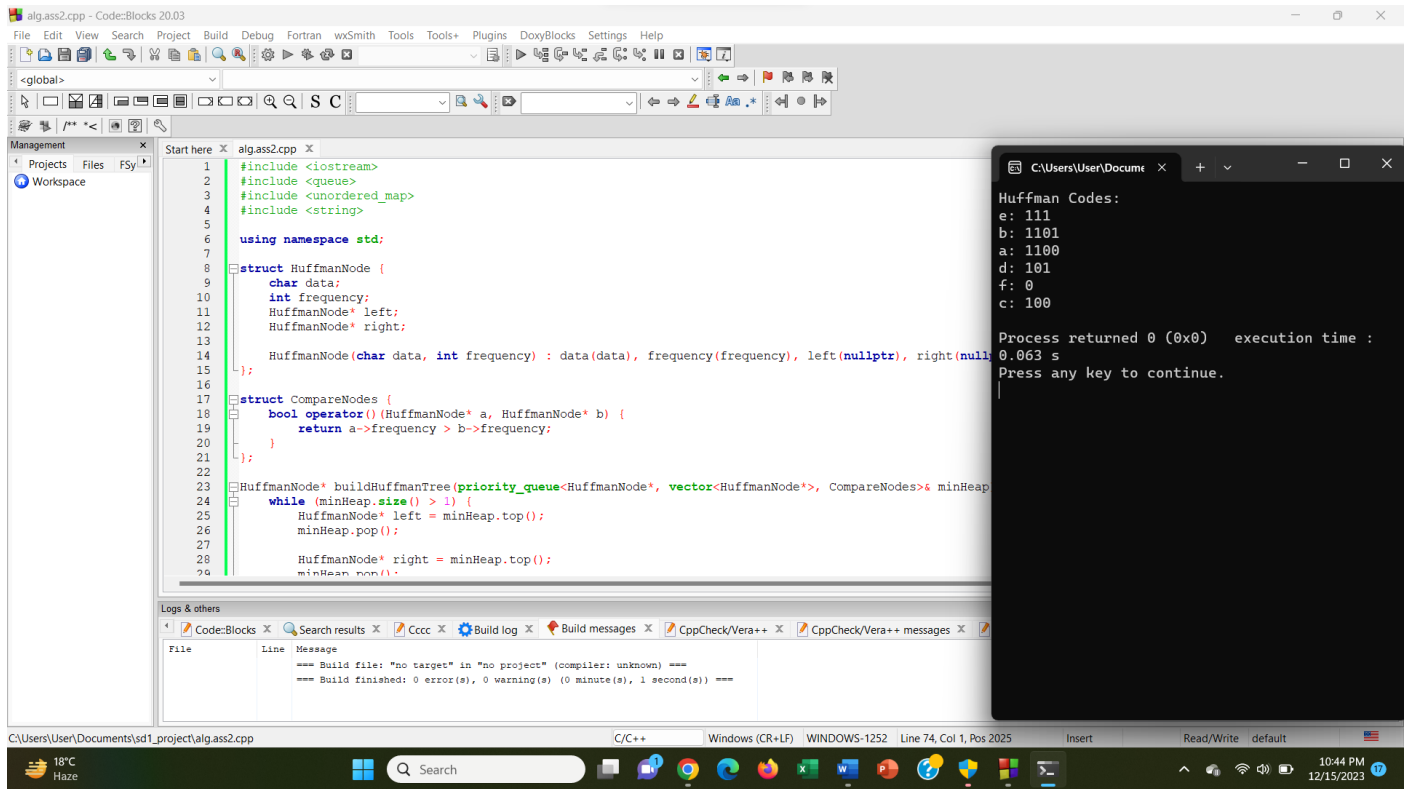 alg.ass2.cpp - Code::Blocks 20.03
File Edit View Search Project Build Debug Fortran wxSmith Tools Tools+ Plugins DoxyBlocks Settings Help
<global>
S C
Aa .*
/** *<
Management
Projects Files FSy
Workspace
Start here alg.ass2.cpp
1 #include <iostream>
2 #include <queue>
3 #include <unordered_map>
4 #include <string>
5
6 using namespace std;
7
8 struct HuffmanNode {
9 char data;
10 int frequency;
11 HuffmanNode* left;
12 HuffmanNode* right;
13
14 HuffmanNode(char data, int frequency) : data(data), frequency(frequency), left(nullptr), right(null
15 };
16
17 struct CompareNodes {
18 bool operator()(HuffmanNode* a, HuffmanNode* b) {
19 return a->frequency > b->frequency;
20 }
21 };
22
23 HuffmanNode* buildHuffmanTree(priority_queue<HuffmanNode*, vector<HuffmanNode*>, CompareNodes>& minHeap
24 while (minHeap.size() > 1) {
25 HuffmanNode* left = minHeap.top();
26 minHeap.pop();
27
28 HuffmanNode* right = minHeap.top();
29 minHeap.pop();
C:\Users\User\Docume
Huffman Codes:
e: 111
b: 1101
a: 1100
d: 101
f: 0
c: 100
Process returned 0 (0x0) execution time :
0.063 s
Press any key to continue.
Logs & others
Code::Blocks Search results Cccc Build log Build messages CppCheck/Vera++ CppCheck/Vera++ messages
File Line Message
=== Build file: "no target" in "no project" (compiler: unknown) ===
=== Build finished: 0 error(s), 0 warning(s) (0 minute(s), 1 second(s)) ===
C:\Users\User\Documents\sd1_project\alg.ass2.cpp C/C++ Windows (CR+LF) WINDOWS-1252 Line 74, Col 1, Pos 2025 Insert Read/Write default
18°C
Haze
Search
10:44 PM
12/15/2023
17